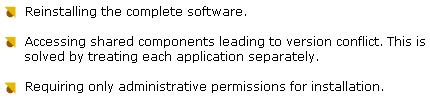 Reinstalling the complete software.
Accessing shared components leading to version conflict. This is
solved by treating each application separately.
Requiring only administrative permissions for installation.